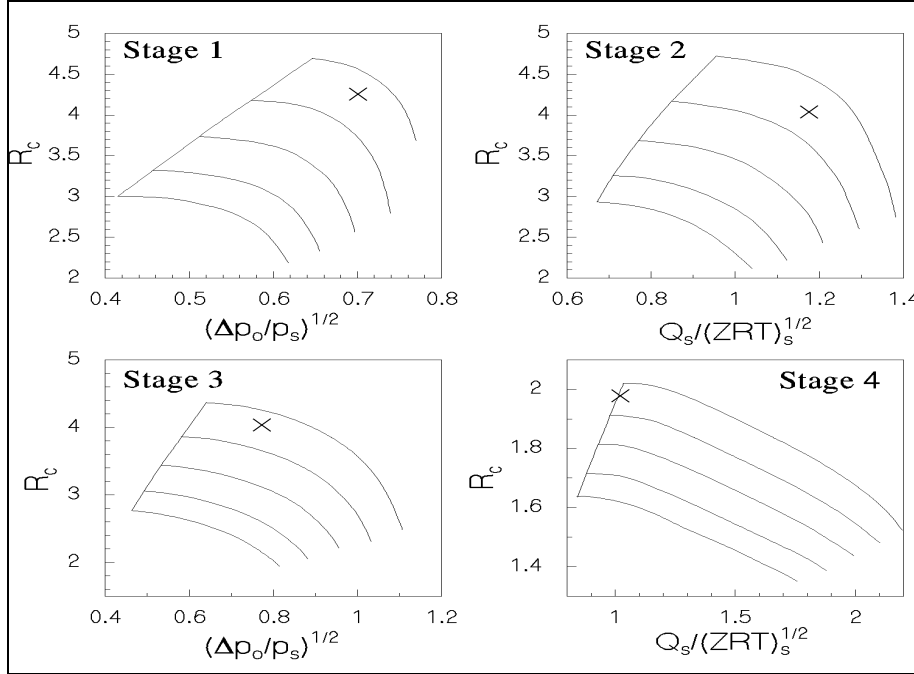 Stage 1
5
4.5
4
3.5
3
2.5
2
R_c
0.4 0.5 0.6 0.7 0.8
(Δp_o/p_s)^{1/2}
Stage 2
5
4.5
4
3.5
3
2.5
2
R_c
0.6 0.8 1 1.2 1.4
Q_s/(ZRT)_s^{1/2}
Stage 3
5
4
3
2
R_c
0.4 0.6 0.8 1 1.2
(Δp_o/p_s)^{1/2}
Stage 4
2
1.8
1.6
1.4
R_c
1 1.5 2
Q_s/(ZRT)_s^{1/2}